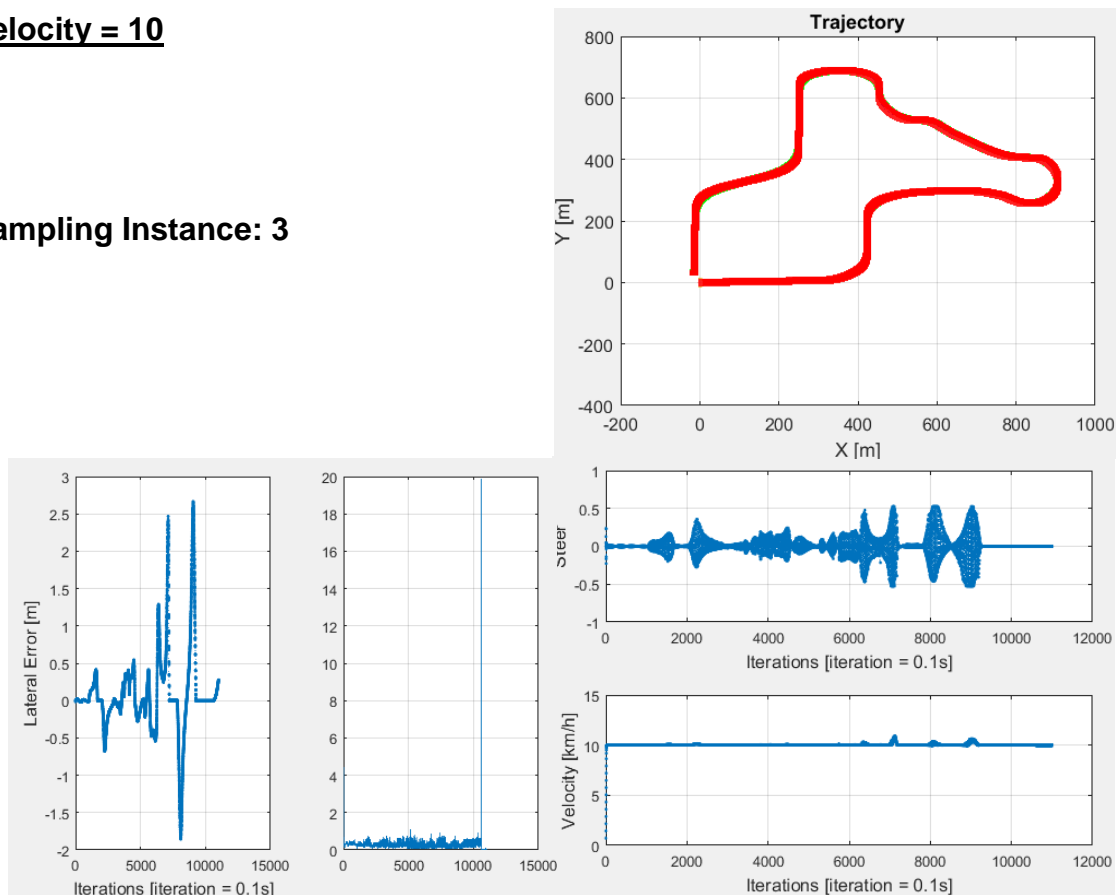 elocity = 10
ampling Instance: 3
Trajectory
800
600
400
200
0
-200
-400
Y [m]
-200 0 200 400 600 800 1000
X [m]
3
2.5
2
1.5
1
0.5
0
-0.5
-1
-1.5
-2
Lateral Error [m]
0 5000 10000 15000
Iterations [iteration = 0.1s]
20
18
16
14
12
10
8
6
4
2
0
0 5000 10000 15000
1
0.5
0
-0.5
-1
Steer
0 2000 4000 6000 8000 10000 12000
Iterations [iteration = 0.1s]
15
10
5
0
Velocity [km/h]
0 2000 4000 6000 8000 10000 12000
Iterations [iteration = 0.1s]